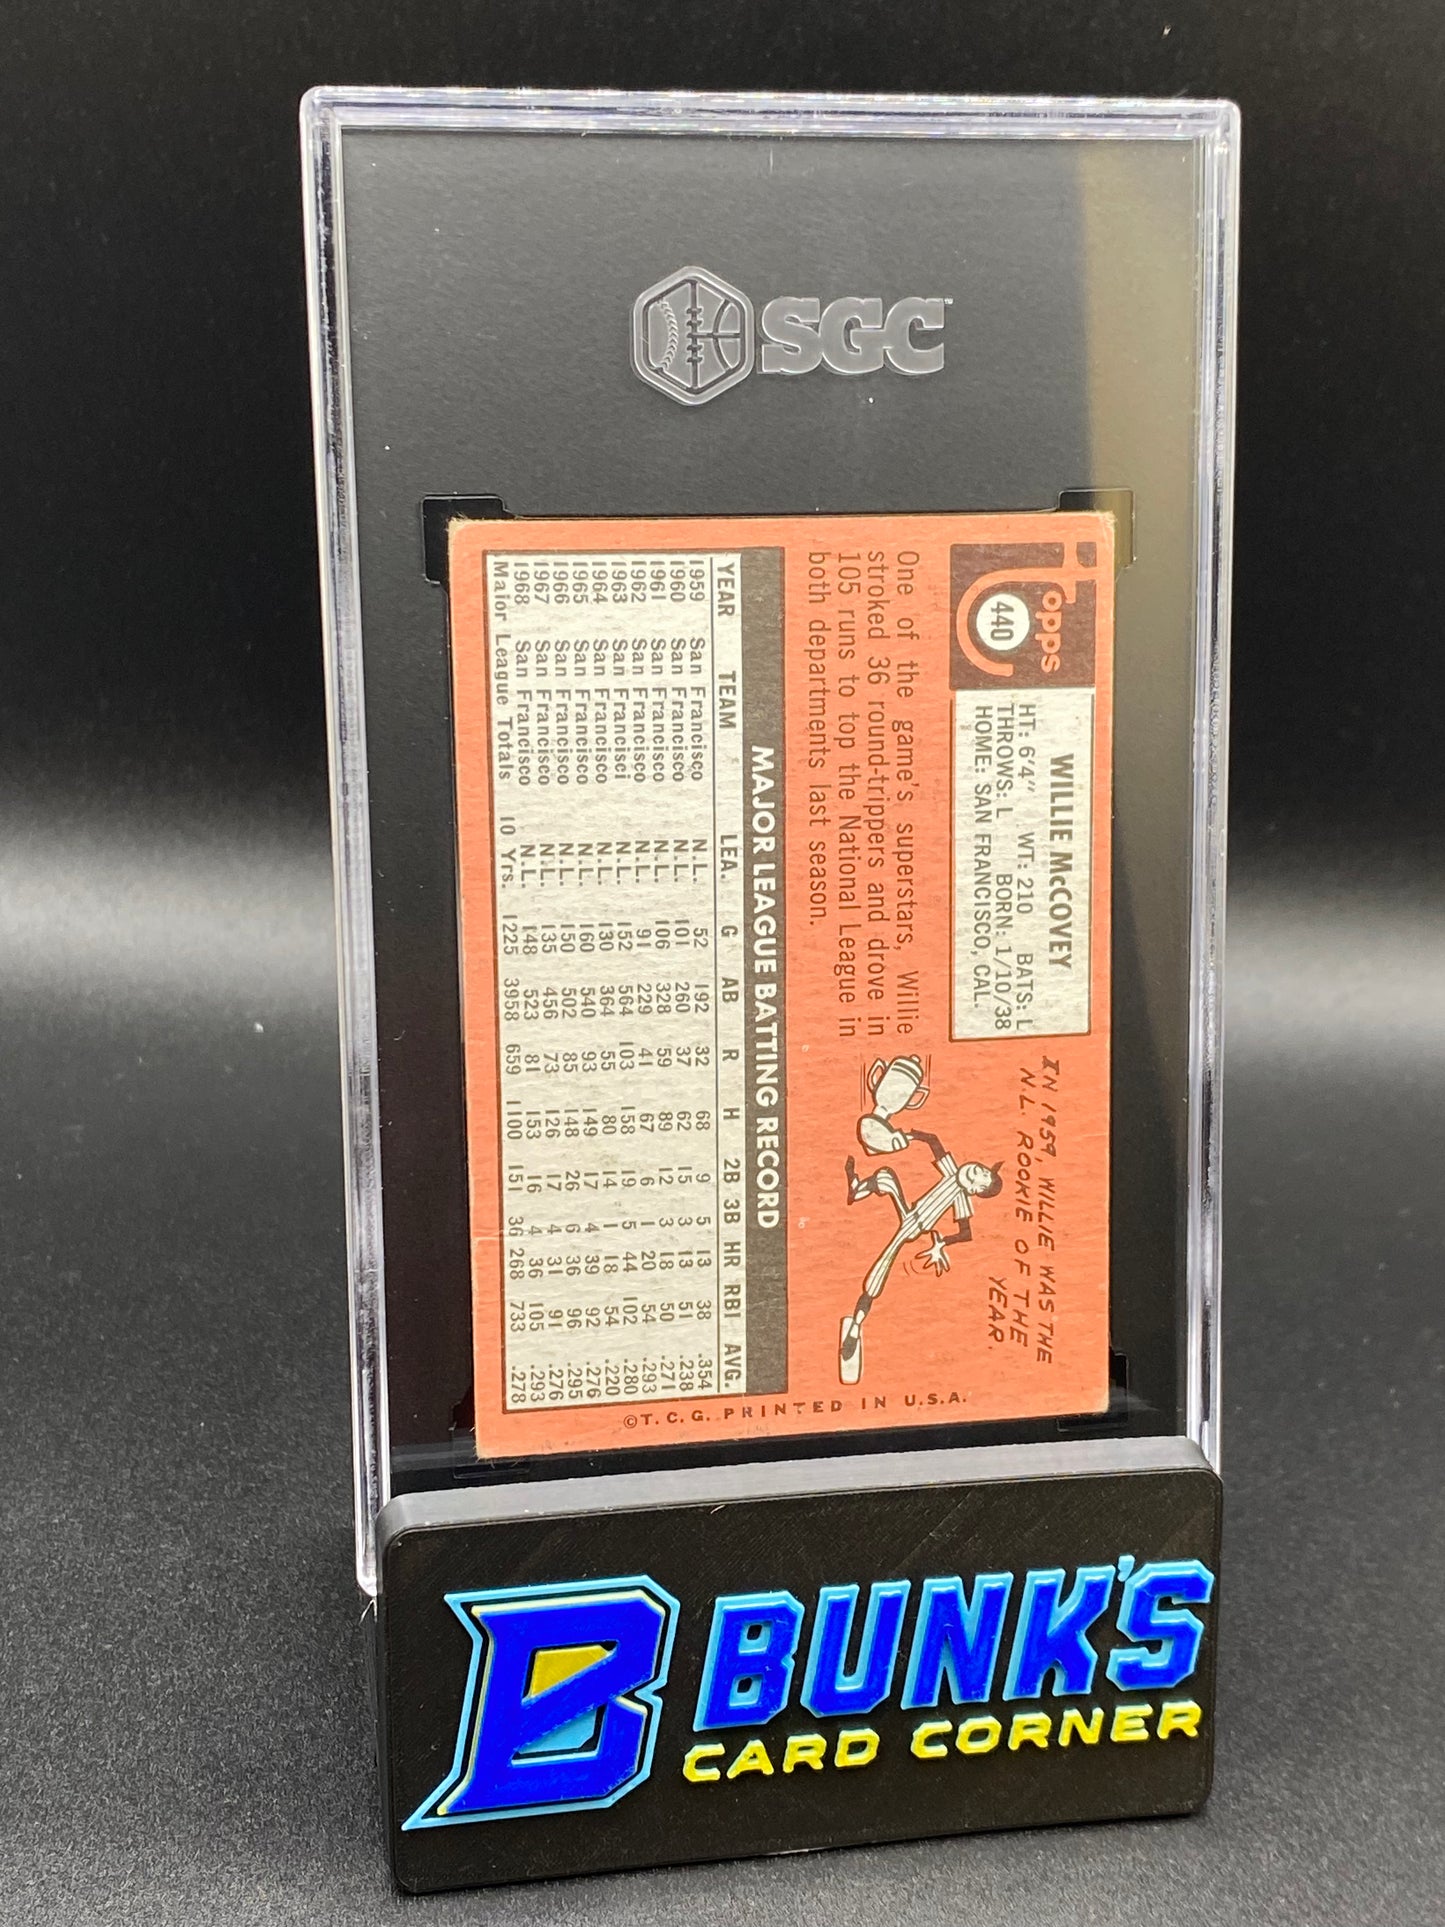 SGC
Topps
440
WILLIE McCOVEY
HT: 6'4" WT: 210 BATS: L
THROWS: L BORN: 1/10/38
HOME: SAN FRANCISCO, CAL.
IN 1959, WILLIE WAS THE
N.L. ROOKIE OF THE
YEAR.
One of the game's superstars, Willie
stroked 36 round-trippers and drove in
105 runs to top the National League in
both departments last season.
MAJOR LEAGUE BATTING RECORD
YEAR TEAM LEA. G AB R H 2B 3B HR RBI AVG.
1959 San Francisco N.L. 52 192 32 68 9 5 13 38 .354
1960 San Francisco N.L. 101 260 37 62 15 3 13 51 .238
1961 San Francisco N.L. 106 328 59 89 12 3 18 50 .271
1962 San Francisco N.L. 91 229 41 67 6 1 20 54 .293
1963 San Francisci N.L. 152 564 103 158 19 5 44 102 .280
1964 San Francisco N.L. 130 364 55 80 14 1 18 54 .220
1965 San Francisco N.L. 160 540 93 149 17 4 39 92 .276
1966 San Francisco N.L. 150 502 85 148 26 6 36 96 .295
1967 San Francisco N.L. 135 456 73 126 17 4 31 91 .276
1968 San Francisco N.L. 148 523 81 153 16 4 36 105 .293
Major League Totals 10 Yrs. 1225 3958 659 1100 151 36 268 733 .278
©T.C.G. PRINTED IN U.S.A.
B BUNK'S
CARD CORNER